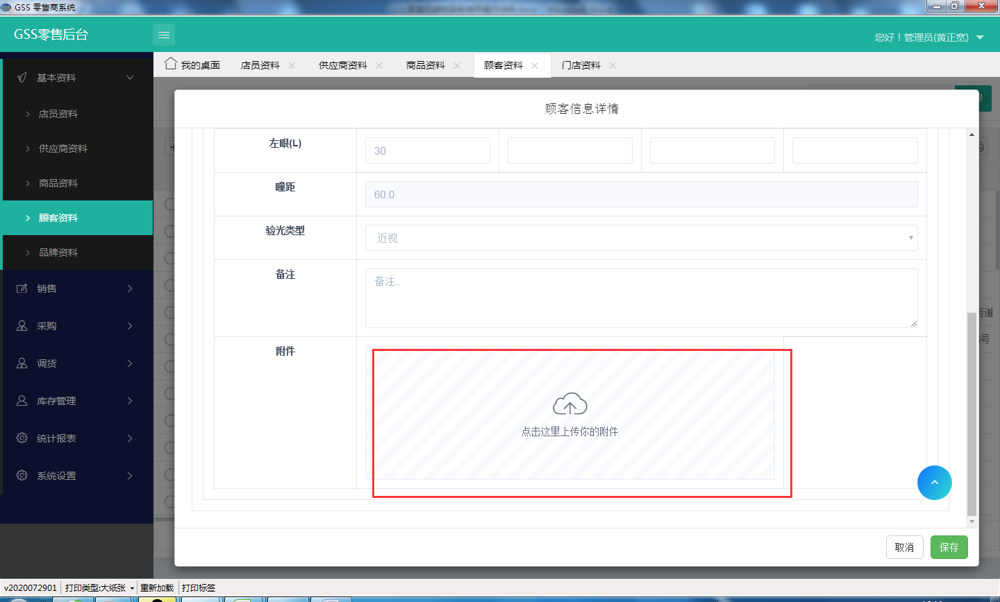 GSS 零售商系统
GSS零售后台
您好！管理员(黄正宽)
我的桌面
店员资料
供应商资料
商品资料
顾客资料
门店资料
基本资料
店员资料
供应商资料
商品资料
顾客资料
品牌资料
销售
采购
调货
库存管理
统计报表
系统设置
顾客信息详情
左眼(L)
30
瞳距
60.0
验光类型
近视
备注
备注..
附件
点击这里上传你的附件
街道
号
取消
保存
v2020072901
打印类型:大纸张
重新加载
打印标签